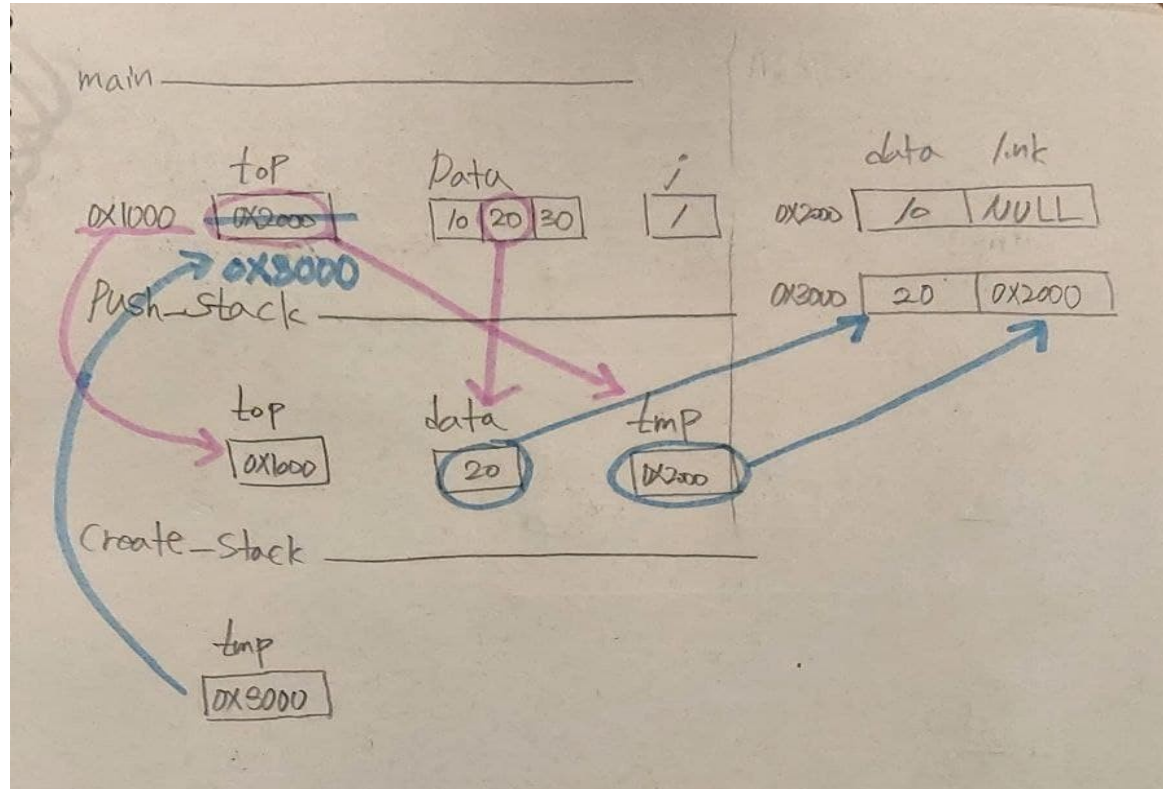 main
top Data i
0X1000 0X2000 10 20 30 1
0X3000
data link
0X2000 10 NULL
0X3000 20 0X2000
Push_Stack
top data tmp
0X1000 20 0X2000
Create_Stack
tmp
0X3000